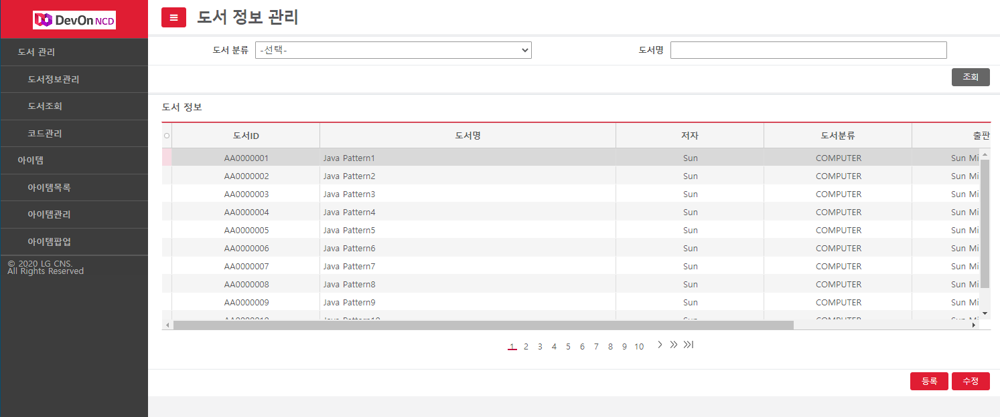 DevOn NCD
도서 정보 관리
도서 관리
도서정보관리
도서조회
코드관리
아이템
아이템목록
아이템관리
아이템팝업
© 2020 LG CNS.
All Rights Reserved
도서 분류 -선택- 도서명
조회
도서 정보
도서ID 도서명 저자 도서분류 출판
AA0000001 Java Pattern1 Sun COMPUTER Sun Mi
AA0000002 Java Pattern2 Sun COMPUTER Sun Mi
AA0000003 Java Pattern3 Sun COMPUTER Sun Mi
AA0000004 Java Pattern4 Sun COMPUTER Sun Mi
AA0000005 Java Pattern5 Sun COMPUTER Sun Mi
AA0000006 Java Pattern6 Sun COMPUTER Sun Mi
AA0000007 Java Pattern7 Sun COMPUTER Sun Mi
AA0000008 Java Pattern8 Sun COMPUTER Sun Mi
AA0000009 Java Pattern9 Sun COMPUTER Sun Mi
AA0000010 Java Pattern10 Sun COMPUTER Sun Mi
1 2 3 4 5 6 7 8 9 10
등록 수정